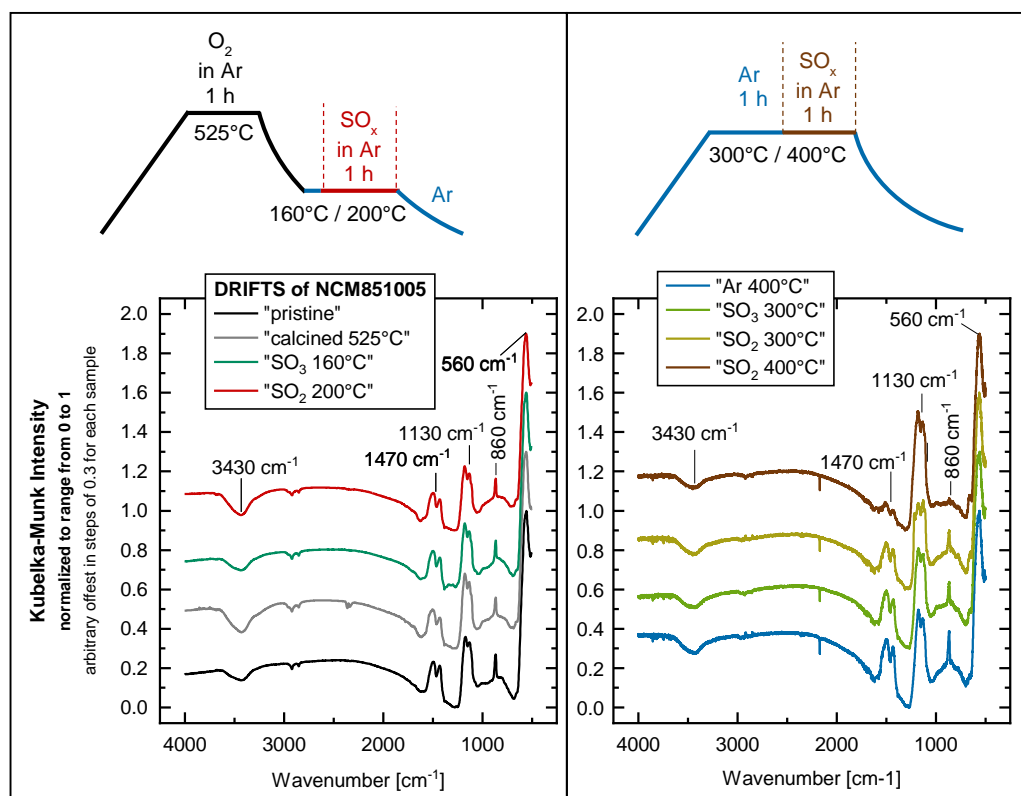 O2
in Ar
1 h
525°C
SOx
in Ar
1 h
160°C / 200°C
Ar
Ar
1 h
SOx
in Ar
1 h
300°C / 400°C
Kubelka-Munk Intensity
normalized to range from 0 to 1
arbitrary offest in steps of 0.3 for each sample
DRIFTS of NCM851005
"pristine"
"calcined 525°C"
"SO3 160°C"
"SO2 200°C"
2.0
1.8
1.6
1.4
1.2
1.0
0.8
0.6
0.4
0.2
0.0
3430 cm-1
1470 cm-1
1130 cm-1
860 cm-1
560 cm-1
4000 3000 2000 1000
Wavenumber [cm-1]
"Ar 400°C"
"SO3 300°C"
"SO2 300°C"
"SO2 400°C"
2.0
1.8
1.6
1.4
1.2
1.0
0.8
0.6
0.4
0.2
0.0
3430 cm-1
1470 cm-1
1130 cm-1
860 cm-1
560 cm-1
4000 3000 2000 1000
Wavenumber [cm-1]